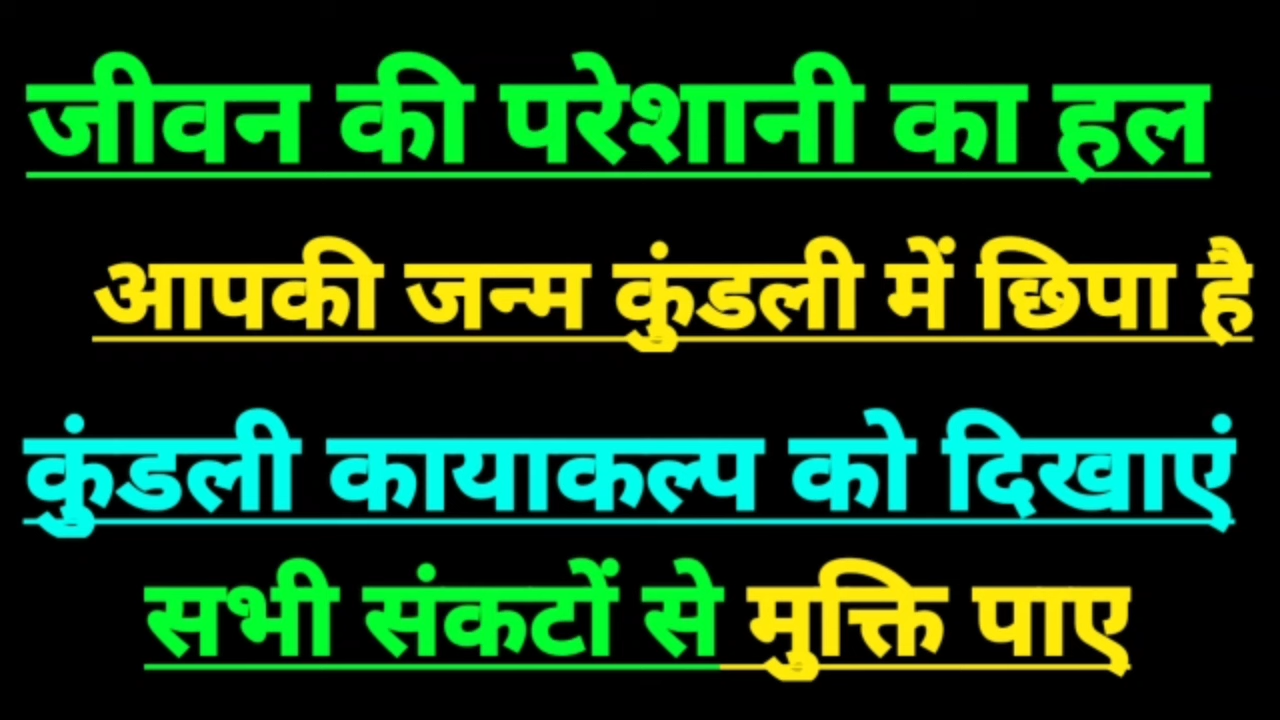 जीवन की परेशानी का हल
आपकी जन्म कुंडली में छिपा है
कुंडली कायाकल्प को दिखाएं
सभी संकटों से मुक्ति पाए